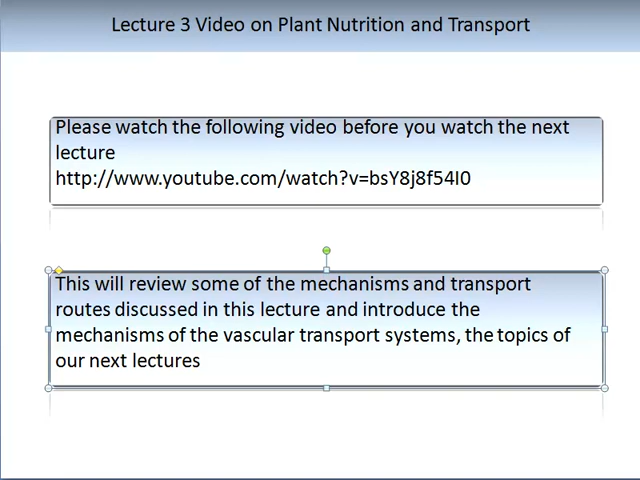 Lecture 3 Video on Plant Nutrition and Transport
Please watch the following video before you watch the next
lecture
http://www.youtube.com/watch?v=bsY8j8f54I0
This will review some of the mechanisms and transport
routes discussed in this lecture and introduce the
mechanisms of the vascular transport systems, the topics of
our next lectures